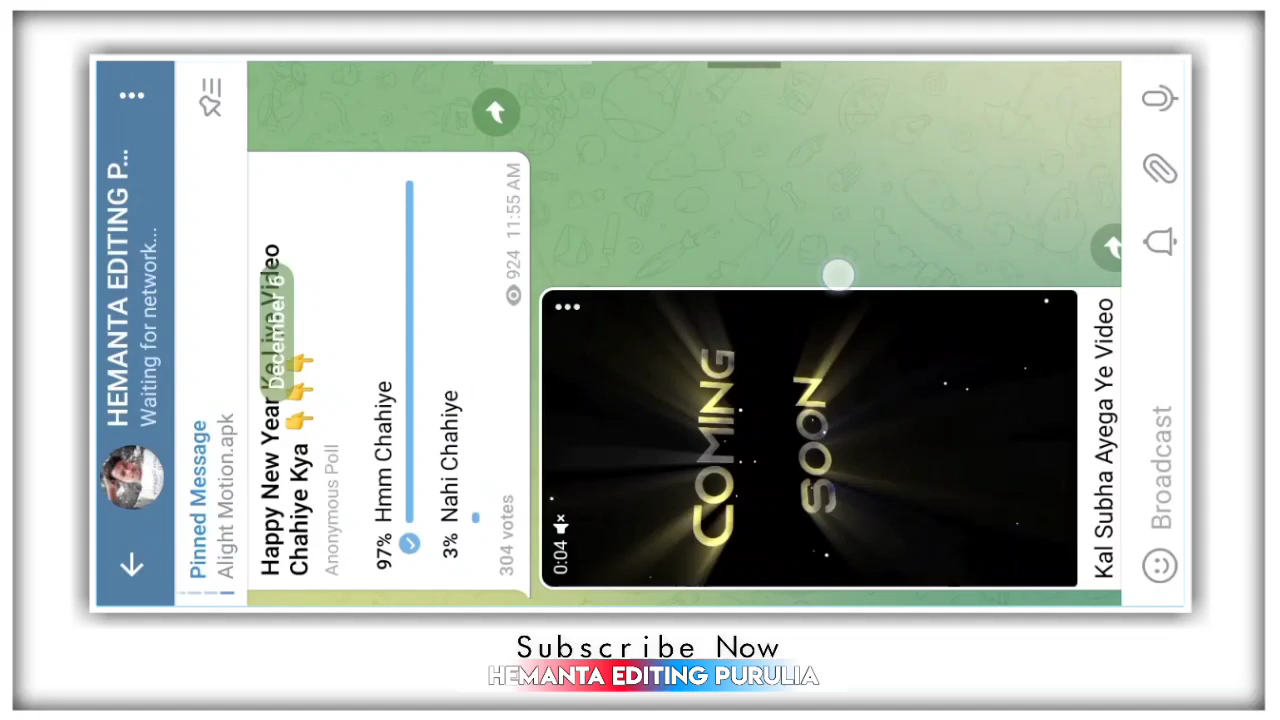 HEMANTA EDITING P...
Waiting for network...
Pinned Message
Alight Motion.apk
December 6
Happy New Year Ka Live Video
Chahiye Kya 👉👉👉
Anonymous Poll
97% Hmm Chahiye
3% Nahi Chahiye
304 votes
924 11:55 AM
0:04
COMING
SOON
Kal Subha Ayega Ye Video
Broadcast
Subscribe Now
HEMANTA EDITING PURULIA